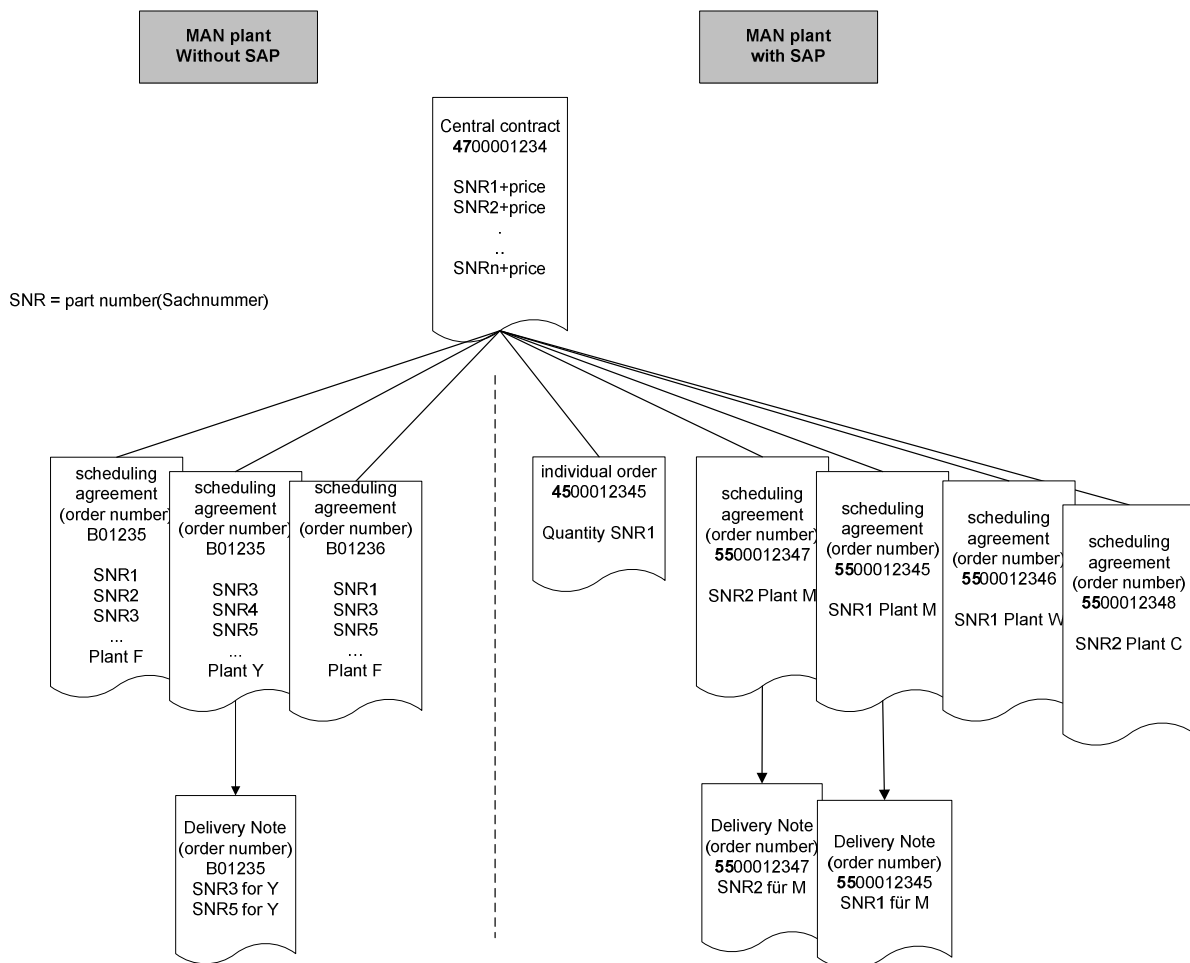 MAN plant
Without SAP
MAN plant
with SAP
Central contract
4700001234
SNR1+price
SNR2+price
.
..
SNRn+price
SNR = part number(Sachnummer)
scheduling
agreement
(order number)
B01235
SNR1
SNR2
SNR3
...
Plant F
scheduling
agreement
(order number)
B01235
SNR3
SNR4
SNR5
...
Plant Y
scheduling
agreement
(order number)
B01236
SNR1
SNR3
SNR5
...
Plant F
individual order
4500012345
Quantity SNR1
scheduling
agreement
(order number)
5500012347
SNR2 Plant M
scheduling
agreement
(order number)
5500012345
SNR1 Plant M
scheduling
agreement
(order number)
5500012346
SNR1 Plant W
scheduling
agreement
(order number)
5500012348
SNR2 Plant C
Delivery Note
(order number)
B01235
SNR3 for Y
SNR5 for Y
Delivery Note
(order number)
5500012347
SNR2 für M
Delivery Note
(order number)
5500012345
SNR1 für M